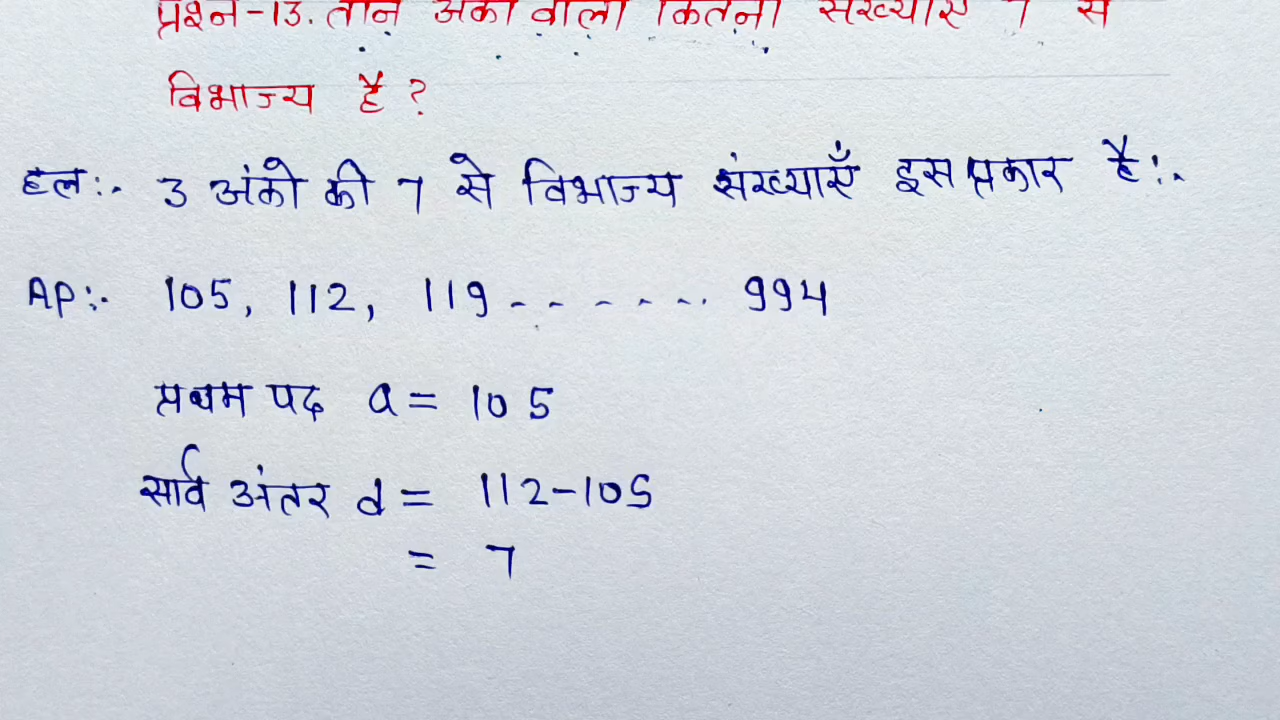 प्रश्न-13. तीन अंकों वाली कितनी संख्याएँ 7 से
विभाज्य है ?
हल:- 3 अंको की 7 से विभाज्य संख्याएँ इस प्रकार है:-
AP:- 105, 112, 119 - - - - - - - 994
प्रथम पद a = 105
सार्व अंतर d = 112-105
= 7